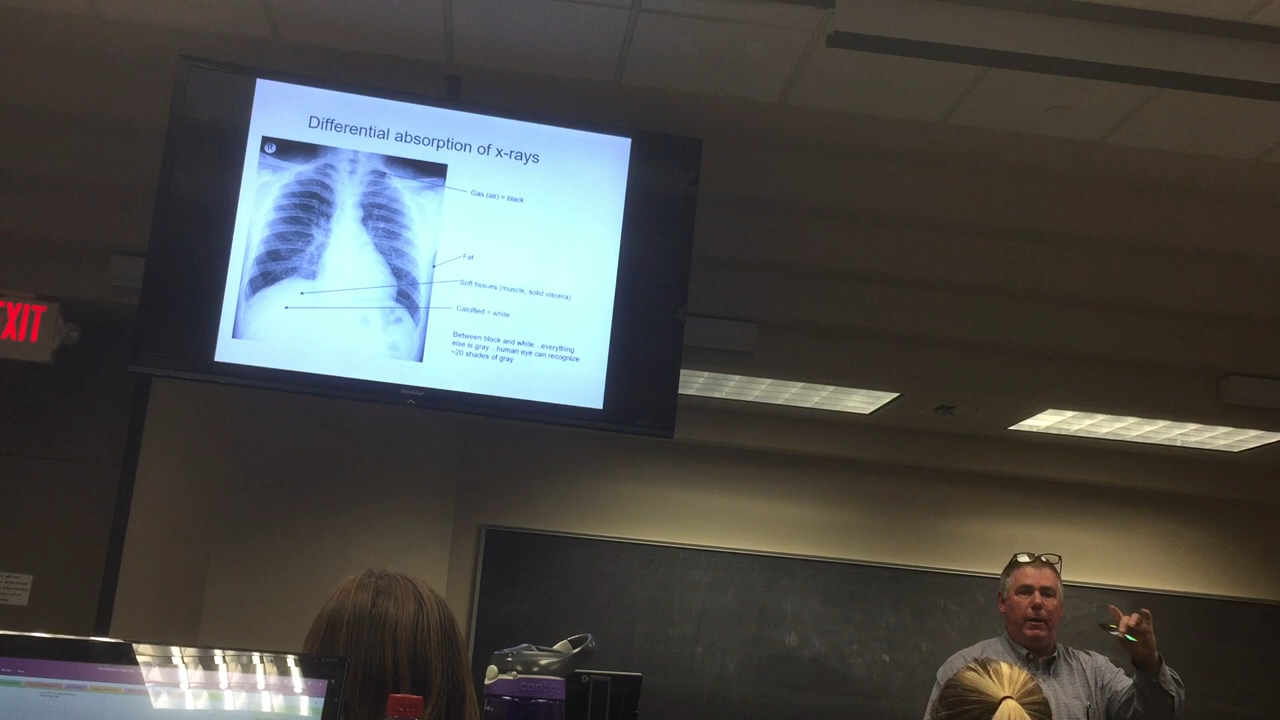 Differential absorption of x-rays
R
Gas (air) = black
Fat
Soft tissues (muscle, solid viscera)
Calcified = white
Between black and white...everything
else is gray...human eye can recognize
~20 shades of gray
EXIT
contigo